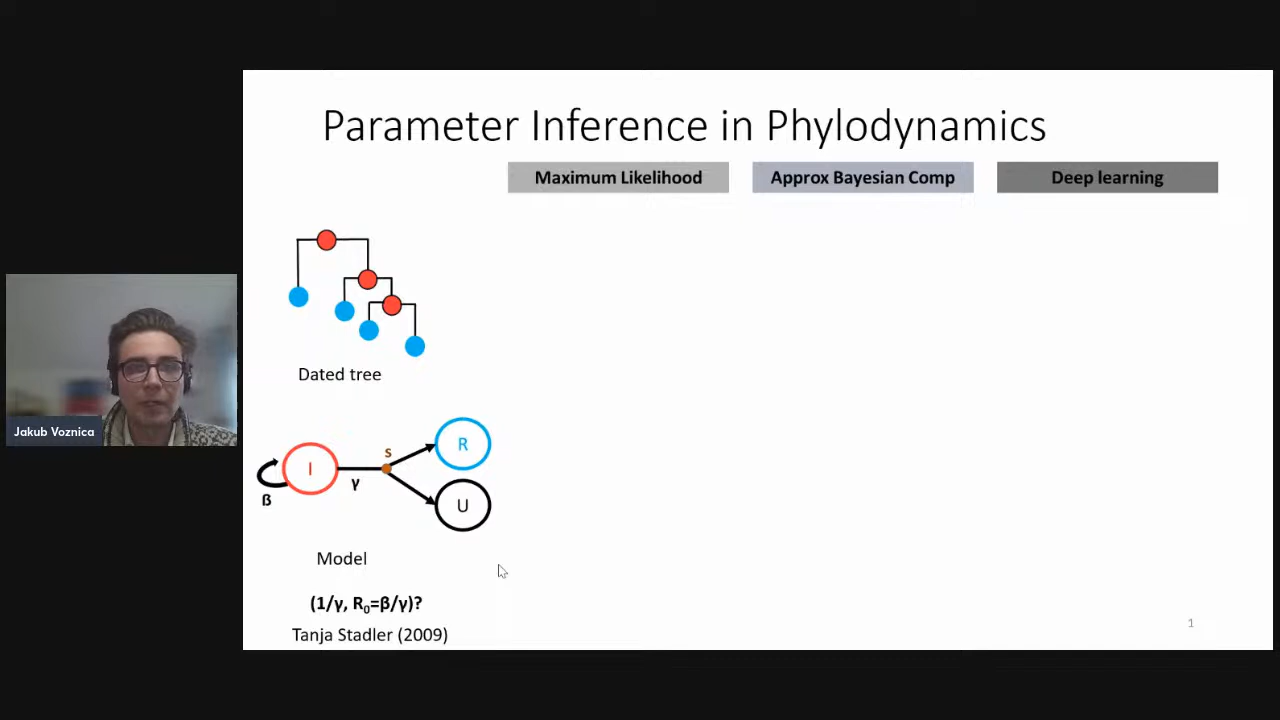 Parameter Inference in Phylodynamics
Maximum Likelihood
Approx Bayesian Comp
Deep learning
Dated tree
I
ß
γ
s
R
U
Model
(1/γ, R₀=β/γ)?
Tanja Stadler (2009)
1
Jakub Voznica